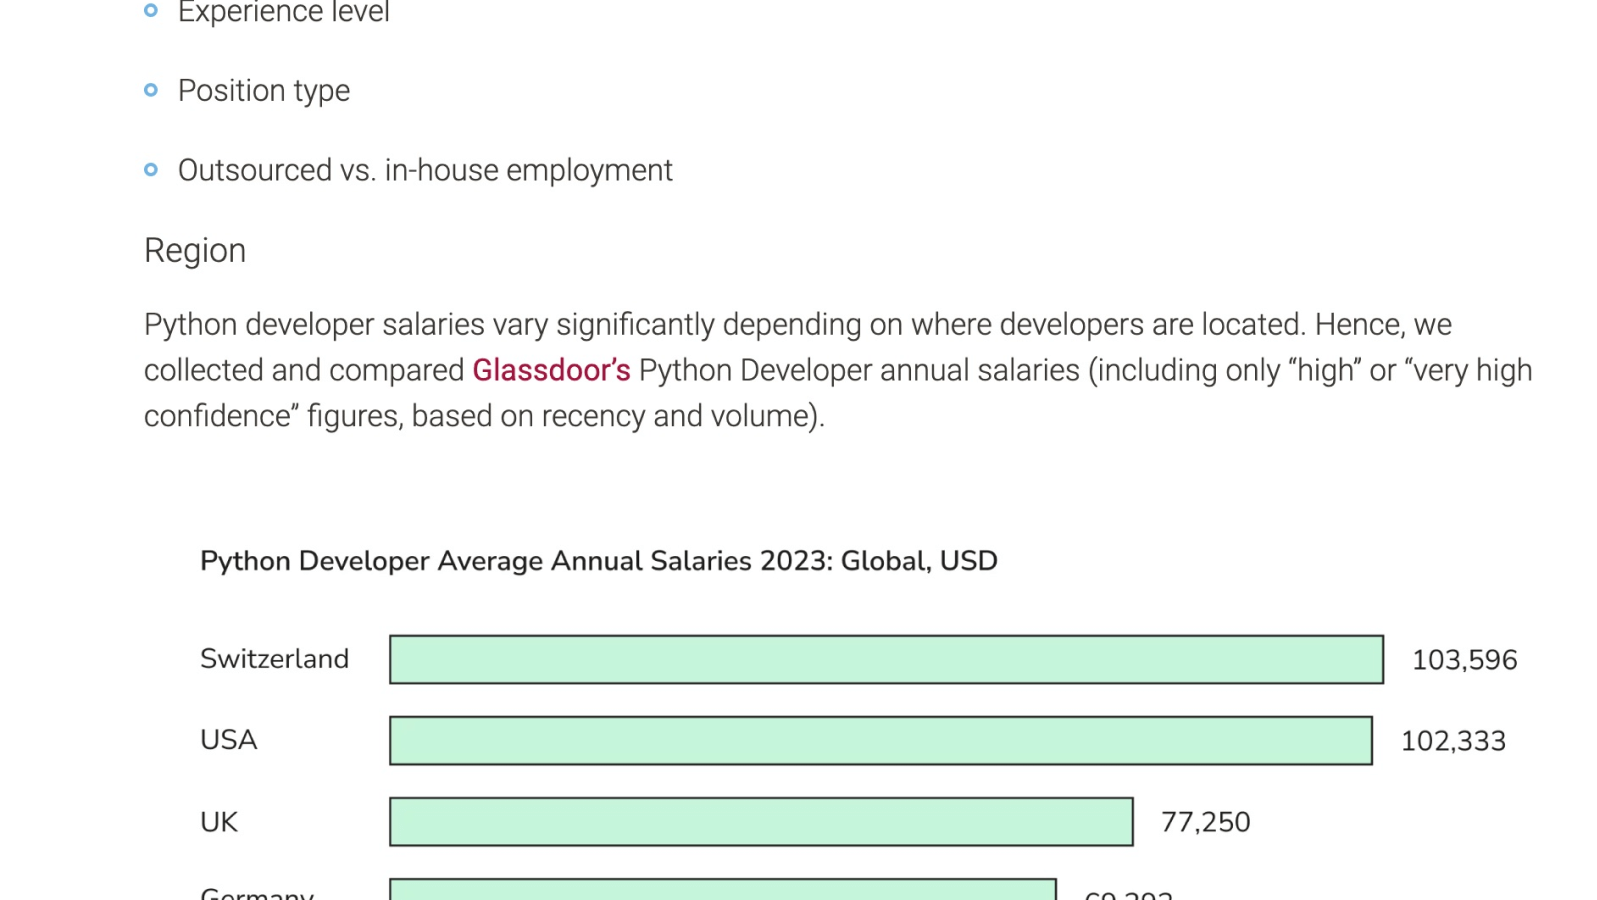 Experience level
Position type
Outsourced vs. in-house employment
Region
Python developer salaries vary significantly depending on where developers are located. Hence, we
collected and compared Glassdoor’s Python Developer annual salaries (including only “high” or “very high
confidence” figures, based on recency and volume).
Python Developer Average Annual Salaries 2023: Global, USD
Switzerland 103,596
USA 102,333
UK 77,250
Germany